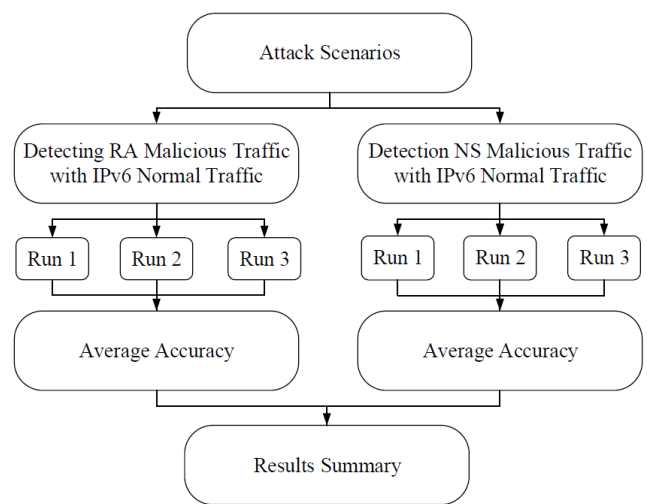 Attack Scenarios
Detecting RA Malicious Traffic
with IPv6 Normal Traffic
Detection NS Malicious Traffic
with IPv6 Normal Traffic
Run 1
Run 2
Run 3
Run 1
Run 2
Run 3
Average Accuracy
Average Accuracy
Results Summary